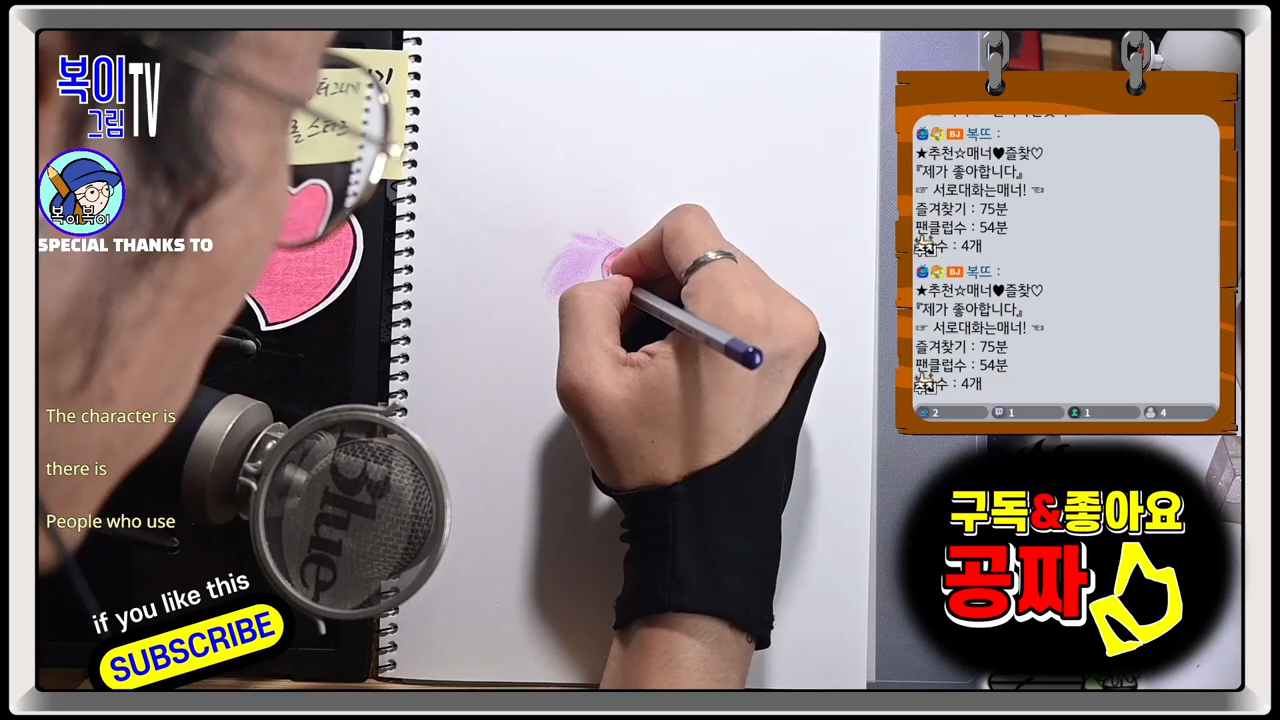 복이TV
그림
복이복이
SPECIAL THANKS TO
The character is
there is
People who use
if you like this
SUBSCRIBE
Blue
BJ 복뜨 :
★추천☆매너♥즐찾♡
『제가 좋아합니다』
☞ 서로대화는매너! ☜
즐겨찾기 : 75분
팬클럽수 : 54분
수 : 4개
BJ 복뜨 :
★추천☆매너♥즐찾♡
『제가 좋아합니다』
☞ 서로대화는매너! ☜
즐겨찾기 : 75분
팬클럽수 : 54분
수 : 4개
2 1 1 4
구독&좋아요
공짜